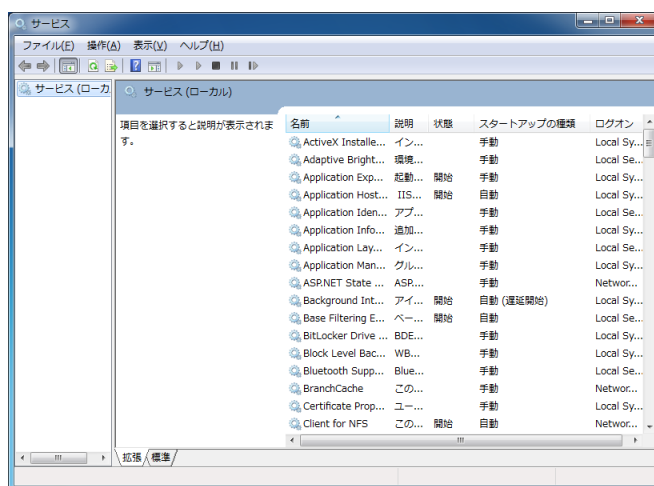 サービス
ファイル(F) 操作(A) 表示(V) ヘルプ(H)
サービス (ローカ
サービス (ローカル)
項目を選択すると説明が表示されま
す。
名前 説明 状態 スタートアップの種類 ログオン
ActiveX Installe... イン... 手動 Local Sy...
Adaptive Bright... 環境... 手動 Local Se...
Application Exp... 起動... 開始 手動 Local Sy...
Application Host... IIS... 開始 自動 Local Sy...
Application Iden... アプ... 手動 Local Se...
Application Info... 追加... 手動 Local Sy...
Application Lay... イン... 手動 Local Se...
Application Man... グル... 手動 Local Sy...
ASP.NET State ... ASP.... 手動 Networ...
Background Int... アイ... 開始 自動 (遅延開始) Local Sy...
Base Filtering E... ベー... 開始 自動 Local Se...
BitLocker Drive ... BDE... 手動 Local Sy...
Block Level Bac... WB... 手動 Local Sy...
Bluetooth Supp... Blue... 手動 Local Se...
BranchCache この... 手動 Networ...
Certificate Prop... ユー... 手動 Local Sy...
Client for NFS この... 開始 自動 Networ...
拡張 標準